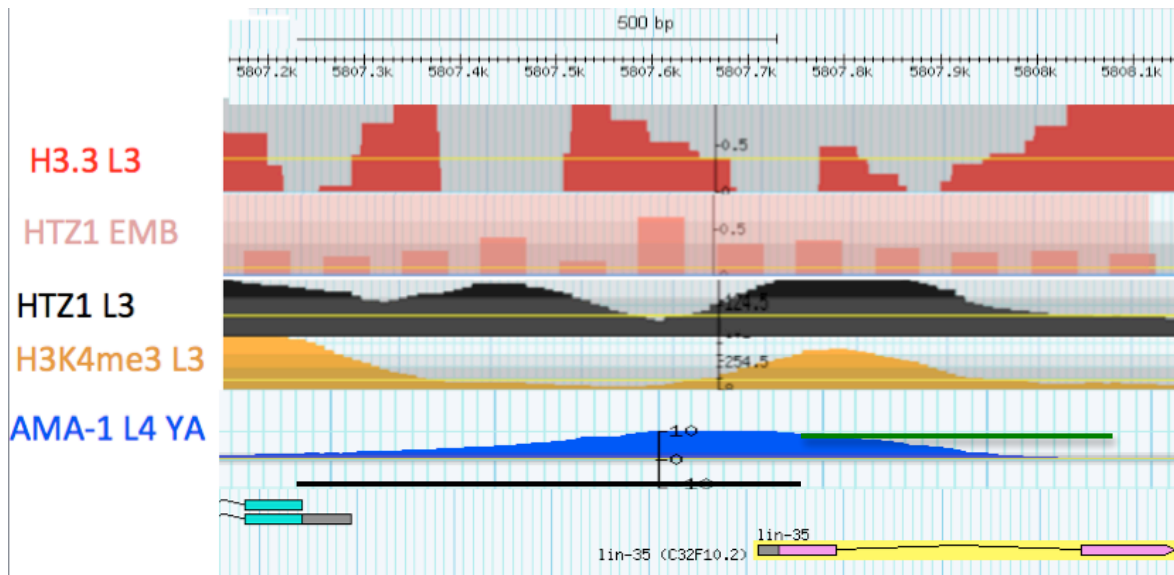 500 bp
5807.2k 5807.3k 5807.4k 5807.5k 5807.6k 5807.7k 5807.8k 5807.9k 5808k 5808.1k
H3.3 L3
0.5
0
HTZ1 EMB
0.5
HTZ1 L3
124.5
H3K4me3 L3
254.5
0
AMA-1 L4 YA
10
0
-10
lin-35
lin-35 (C32F10.2)